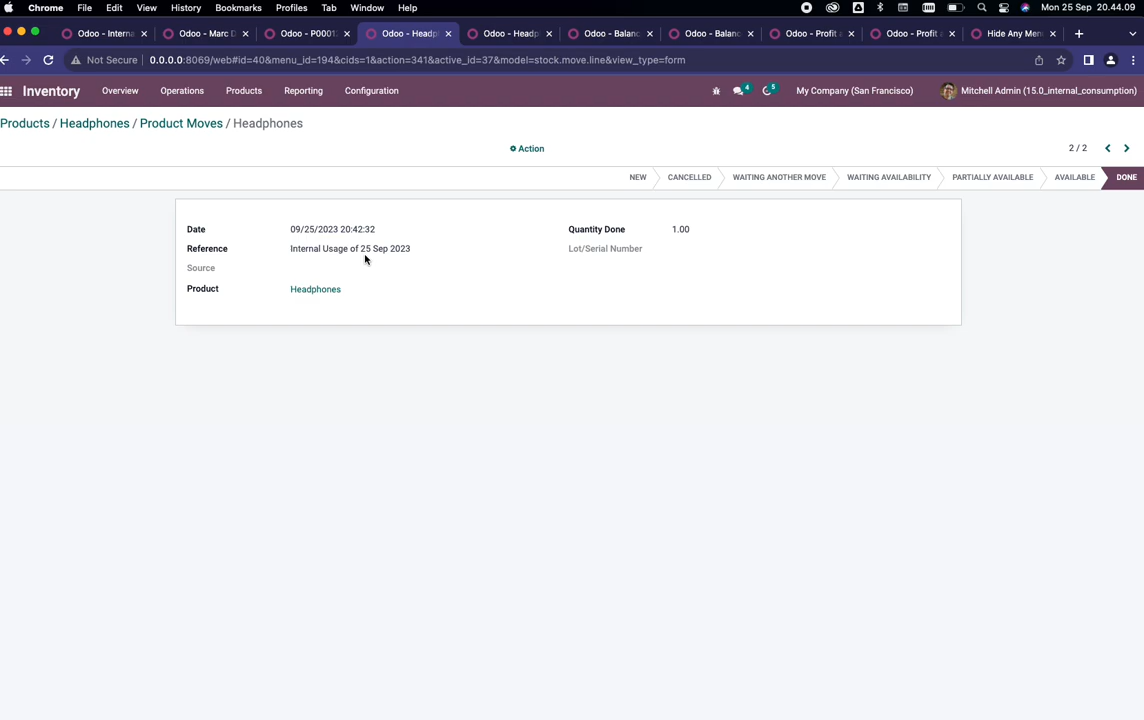 Chrome File Edit View History Bookmarks Profiles Tab Window Help Mon 25 Sep 20.44.09
Odoo - Interna Odoo - Marc D Odoo - P0001 Odoo - Headp Odoo - Headp Odoo - Balanc Odoo - Balanc Odoo - Profit a Odoo - Profit a Hide Any Men
Not Secure 0.0.0.0:8069/web#id=40&menu_id=194&cids=1&action=341&active_id=37&model=stock.move.line&view_type=form
Inventory Overview Operations Products Reporting Configuration 4 5 My Company (San Francisco) Mitchell Admin (15.0_internal_consumption)
Products / Headphones / Product Moves / Headphones
Action 2 / 2
NEW CANCELLED WAITING ANOTHER MOVE WAITING AVAILABILITY PARTIALLY AVAILABLE AVAILABLE DONE
Date 09/25/2023 20:42:32 Quantity Done 1.00
Reference Internal Usage of 25 Sep 2023 Lot/Serial Number
Source
Product Headphones